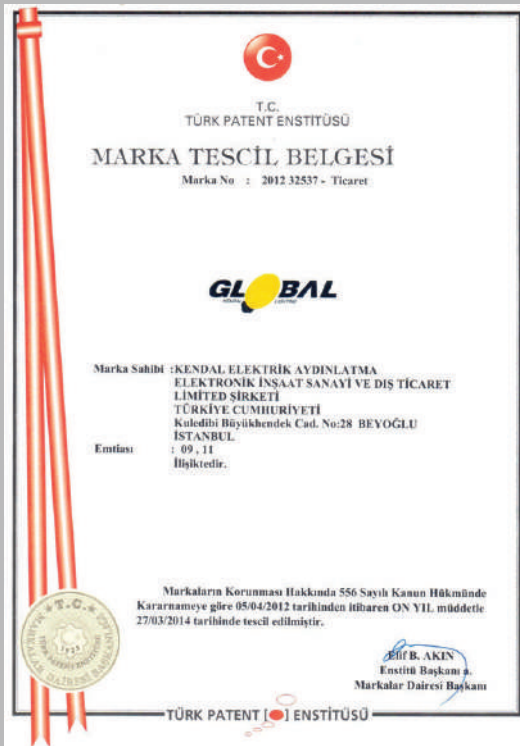 T.C.
TÜRK PATENT ENSTİTÜSÜ
MARKA TESCİL BELGESİ
Marka No : 2012 32537 - Ticaret
GLOBAL
Marka Sahibi :KENDAL ELEKTRİK AYDINLATMA
ELEKTRONİK İNŞAAT SANAYİ VE DIŞ TİCARET
LİMİTED ŞİRKETİ
TÜRKİYE CUMHURİYETİ
Kuledibi Büyükhendek Cad. No:28 BEYOĞLU
İSTANBUL
Emtiası : 09 , 11
İlişiktedir.
Markaların Korunması Hakkında 556 Sayılı Kanun Hükmünde
Kararnameye göre 05/04/2012 tarihinden itibaren ON YIL müddetle
27/03/2014 tarihinde tescil edilmiştir.
Elif B. AKIN
Enstitü Başkanı a.
Markalar Dairesi Başkanı
T.C.
TÜRK PATENT ENSTİTÜSÜ